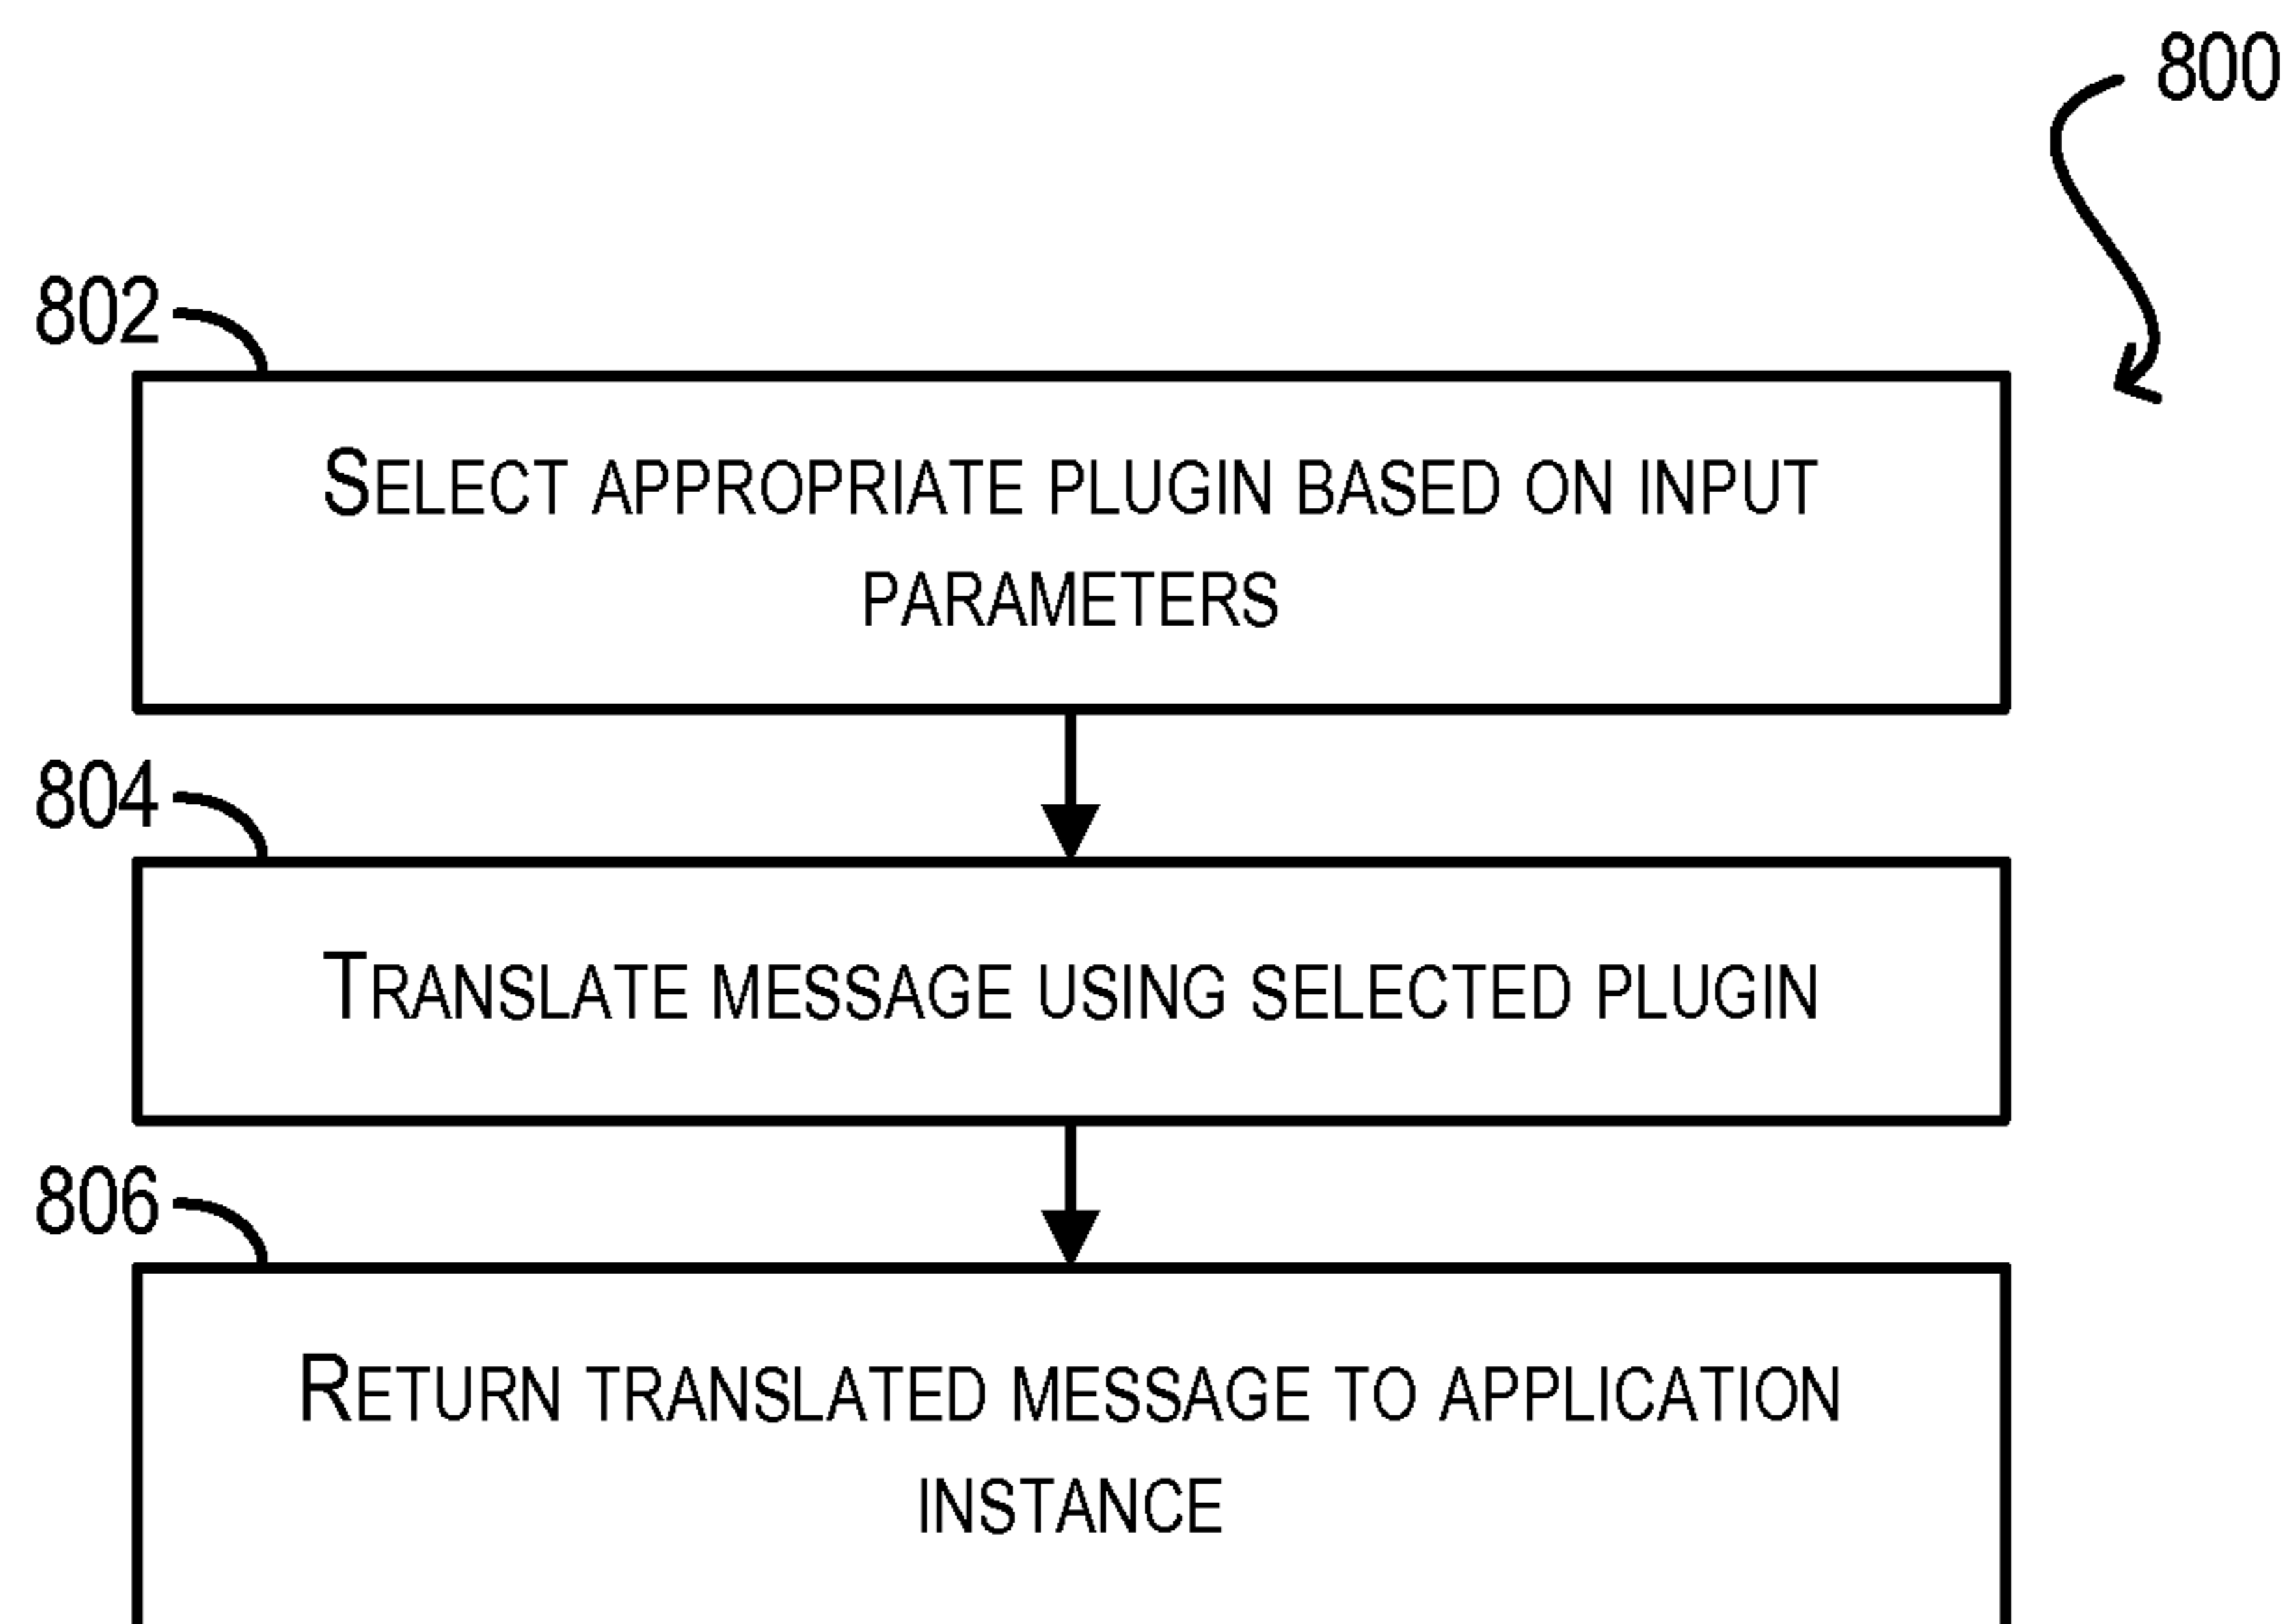 800
802
SELECT APPROPRIATE PLUGIN BASED ON INPUT
PARAMETERS
804
TRANSLATE MESSAGE USING SELECTED PLUGIN
806
RETURN TRANSLATED MESSAGE TO APPLICATION
INSTANCE